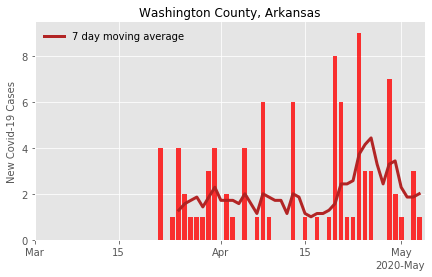 Washington County, Arkansas
7 day moving average
New Covid-19 Cases
8
6
4
2
0
Mar
15
Apr
15
May
2020-May